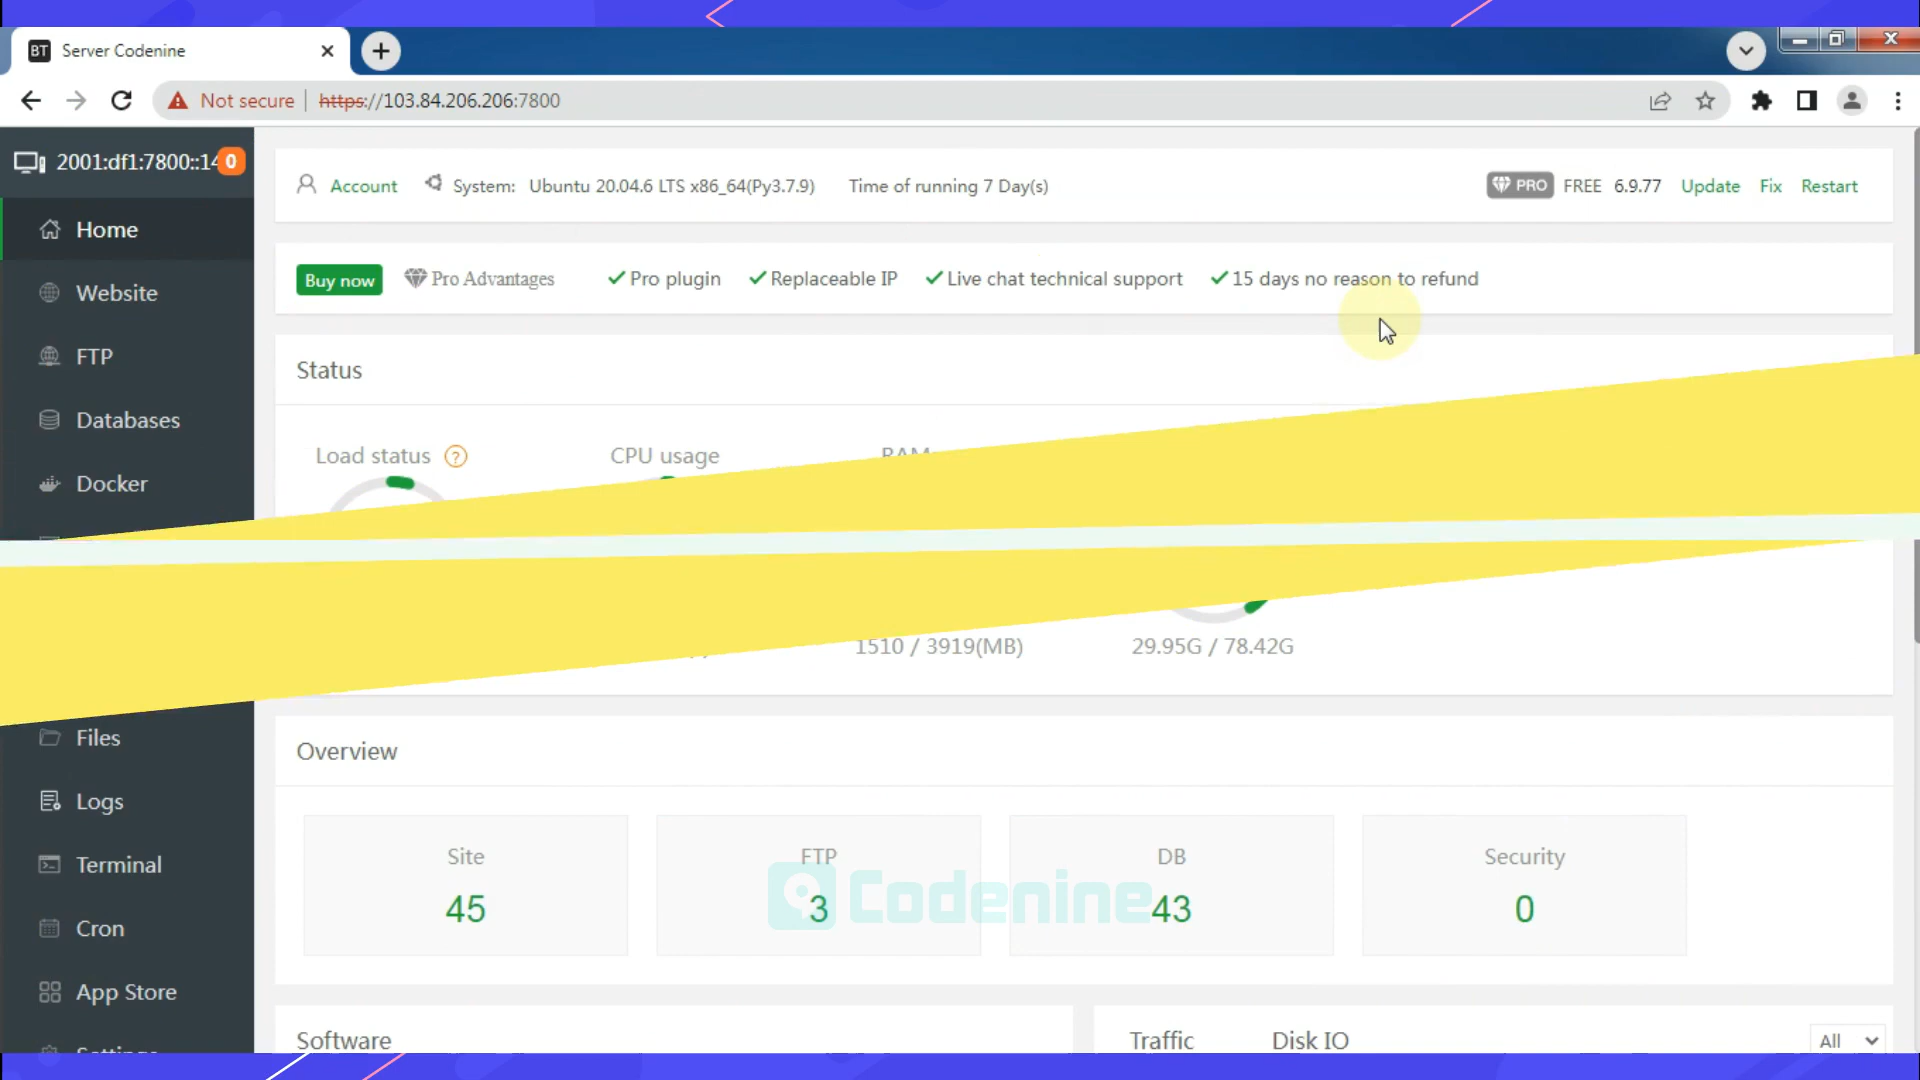 BT Server Codenine
Not secure https://103.84.206.206:7800
2001:df1:7800::14 0
Account System: Ubuntu 20.04.6 LTS x86_64(Py3.7.9) Time of running 7 Day(s) PRO FREE 6.9.77 Update Fix Restart
Home
Buy now Pro Advantages Pro plugin Replaceable IP Live chat technical support 15 days no reason to refund
Website
FTP
Status
Databases
Load status ? CPU usage RAM
Docker
1510 / 3919(MB) 29.95G / 78.42G
Files
Overview
Logs
Site FTP DB Security
Terminal
45 3 43 0
Codenine
Cron
App Store
Software Traffic Disk IO All
Settings